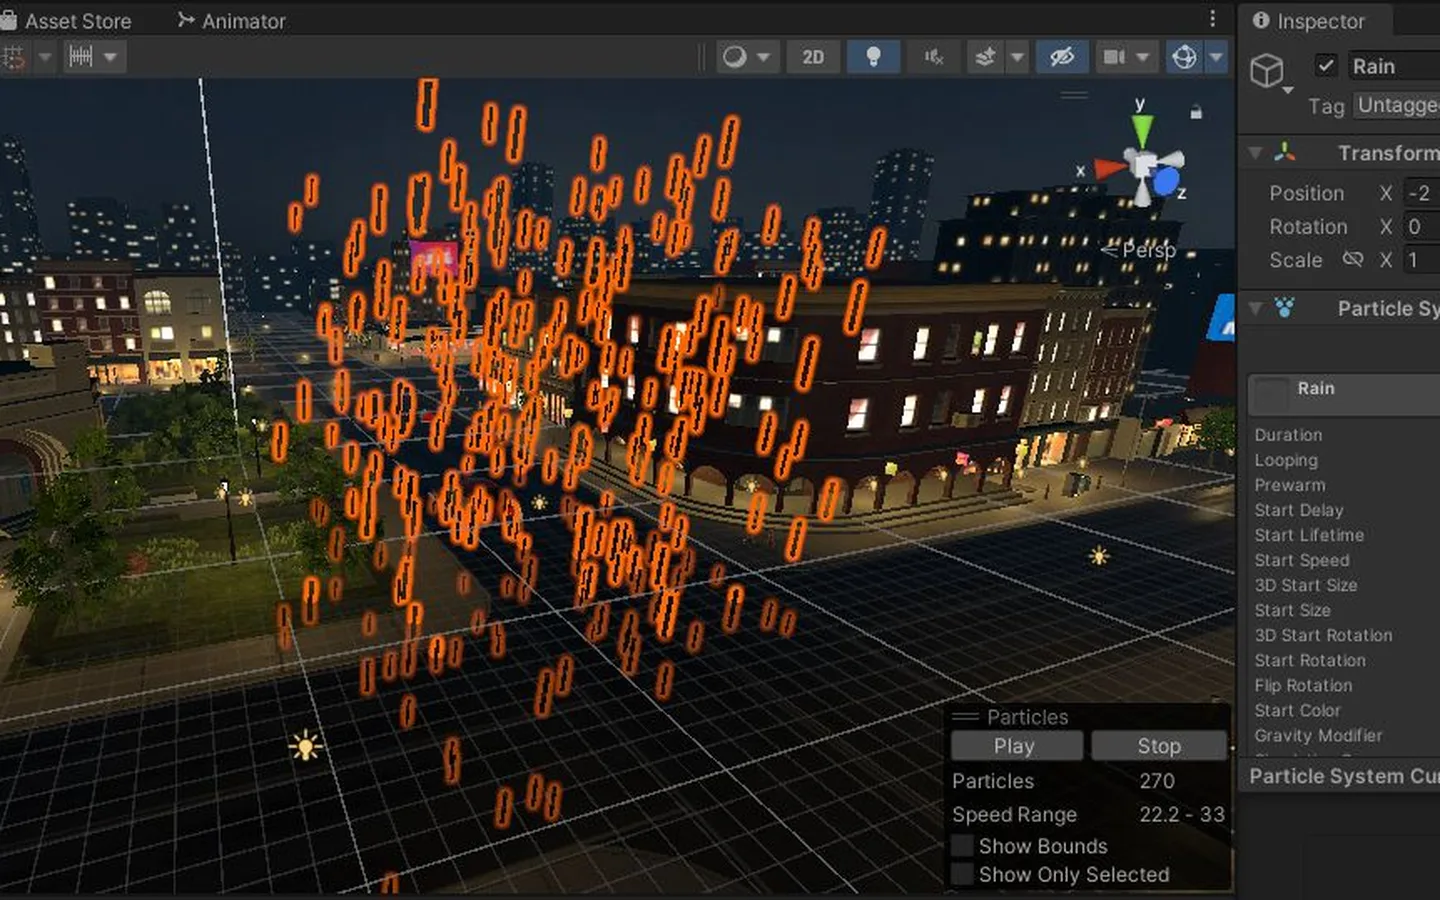 Asset Store
Animator
Inspector
2D
Rain
Tag
Untagge
y
x
z
Persp
Transform
Position X -2
Rotation X 0
Scale X 1
Particle Sy
Rain
Duration
Looping
Prewarm
Start Delay
Start Lifetime
Start Speed
3D Start Size
Start Size
3D Start Rotation
Start Rotation
Flip Rotation
Start Color
Gravity Modifier
Particle System Cur
Particles
Play Stop
Particles 270
Speed Range 22.2 - 33
Show Bounds
Show Only Selected